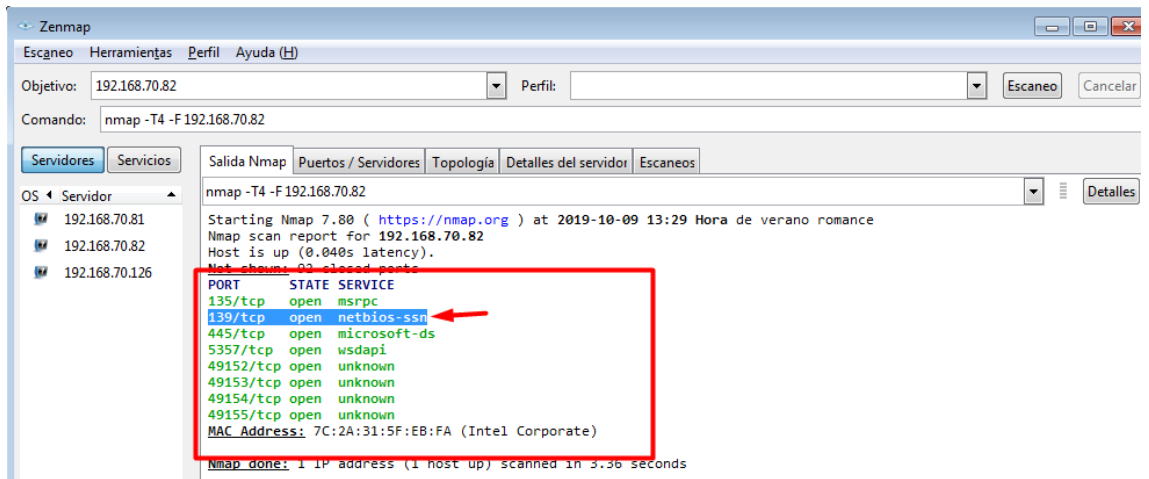 Zenmap
Escaneo Herramientas Perfil Ayuda (H)
Objetivo: 192.168.70.82 Perfil: Escaneo Cancelar
Comando: nmap -T4 -F 192.168.70.82
Servidores Servicios Salida Nmap Puertos / Servidores Topología Detalles del servidor Escaneos
OS Servidor
192.168.70.81
192.168.70.82
192.168.70.126
nmap -T4 -F 192.168.70.82 Detalles
Starting Nmap 7.80 ( https://nmap.org ) at 2019-10-09 13:29 Hora de verano romance
Nmap scan report for 192.168.70.82
Host is up (0.040s latency).
Not shown: 92 closed ports
PORT STATE SERVICE
135/tcp open msrpc
139/tcp open netbios-ssn
445/tcp open microsoft-ds
5357/tcp open wsdapi
49152/tcp open unknown
49153/tcp open unknown
49154/tcp open unknown
49155/tcp open unknown
MAC Address: 7C:2A:31:5F:EB:FA (Intel Corporate)
Nmap done: 1 IP address (1 host up) scanned in 3.36 seconds